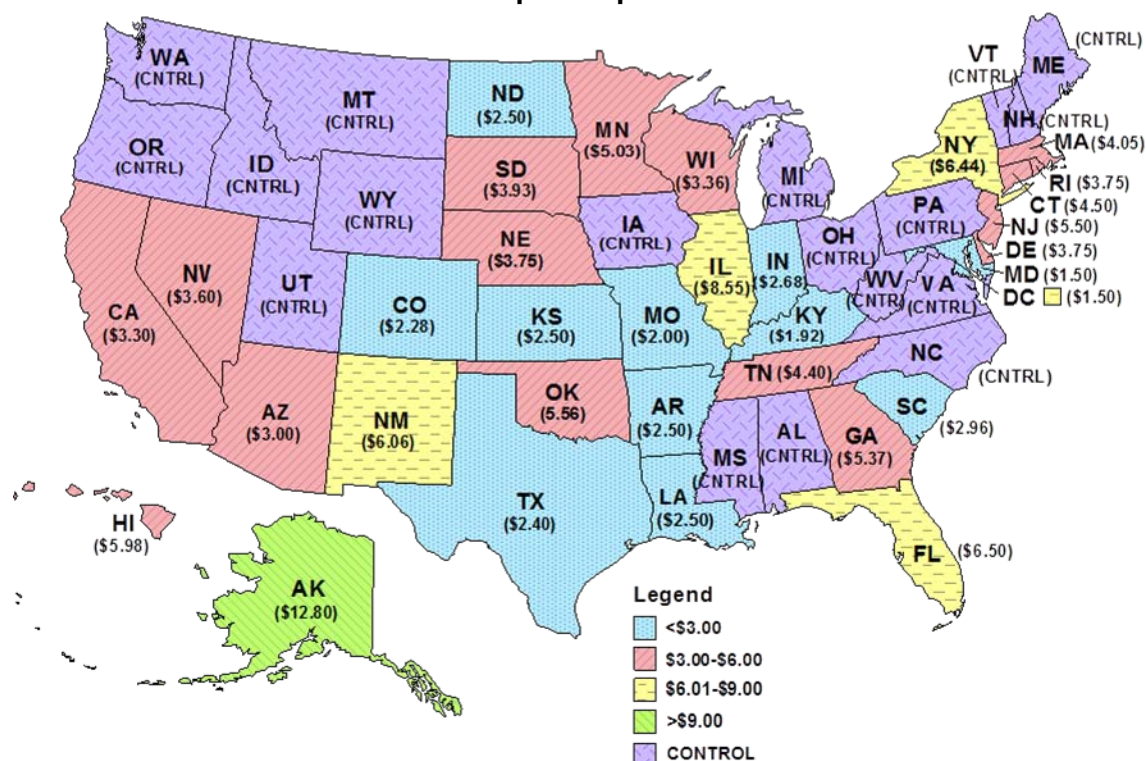 WA
(CNTRL)
OR
(CNTRL)
ID
(CNTRL)
MT
(CNTRL)
WY
(CNTRL)
ND
($2.50)
SD
($3.93)
NE
($3.75)
MN
($5.03)
WI
($3.36)
IA
(CNTRL)
MI
(CNTRL)
VT
(CNTRL)
ME
(CNTRL)
NH
(CNTRL)
MA($4.05)
NY
($6.44)
RI ($3.75)
CT ($4.50)
NJ ($5.50)
DE ($3.75)
MD ($1.50)
DC ($1.50)
PA
(CNTRL)
OH
(CNTRL)
WV
(CNTR
VA
(CNTRL)
NV
($3.60)
CA
($3.30)
UT
(CNTRL)
CO
($2.28)
KS
($2.50)
MO
($2.00)
IL
($8.55)
IN
($2.68)
KY
($1.92)
NC
(CNTRL)
TN ($4.40)
SC
($2.96)
AZ
($3.00)
NM
($6.06)
OK
(5.56)
AR
($2.50)
MS
(CNTRL)
AL
(CNTRL)
GA
($5.37)
TX
($2.40)
LA
($2.50)
FL ($6.50)
HI
($5.98)
AK
($12.80)
Legend
<$3.00
$3.00-$6.00
$6.01-$9.00
>$9.00
CONTROL